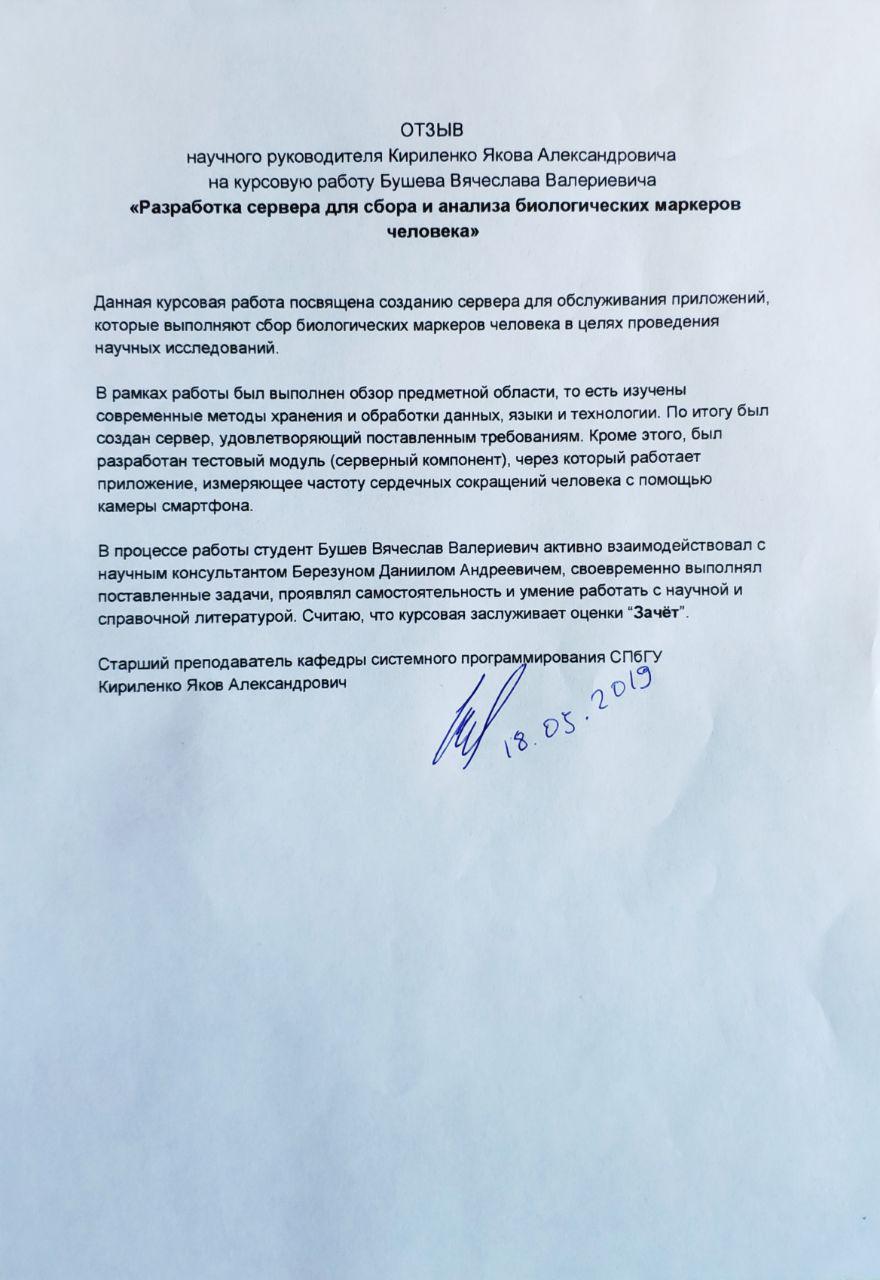 ОТЗЫВ
научного руководителя Кириленко Якова Александровича
на курсовую работу Бушева Вячеслава Валериевича
«Разработка сервера для сбора и анализа биологических маркеров
человека»
Данная курсовая работа посвящена созданию сервера для обслуживания приложений,
которые выполняют сбор биологических маркеров человека в целях проведения
научных исследований.
В рамках работы был выполнен обзор предметной области, то есть изучены
современные методы хранения и обработки данных, языки и технологии. По итогу был
создан сервер, удовлетворяющий поставленным требованиям. Кроме этого, был
разработан тестовый модуль (серверный компонент), через который работает
приложение, измеряющее частоту сердечных сокращений человека с помощью
камеры смартфона.
В процессе работы студент Бушев Вячеслав Валериевич активно взаимодействовал с
научным консультантом Березуном Даниилом Андреевичем, своевременно выполнял
поставленные задачи, проявлял самостоятельность и умение работать с научной и
справочной литературой. Считаю, что курсовая заслуживает оценки “Зачёт”.
Старший преподаватель кафедры системного программирования СПбГУ
Кириленко Яков Александрович
18.05.2019